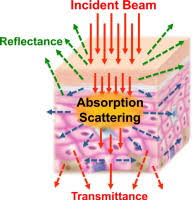 Incident Beam
Reflectance
Absorption
Scattering
Transmittance